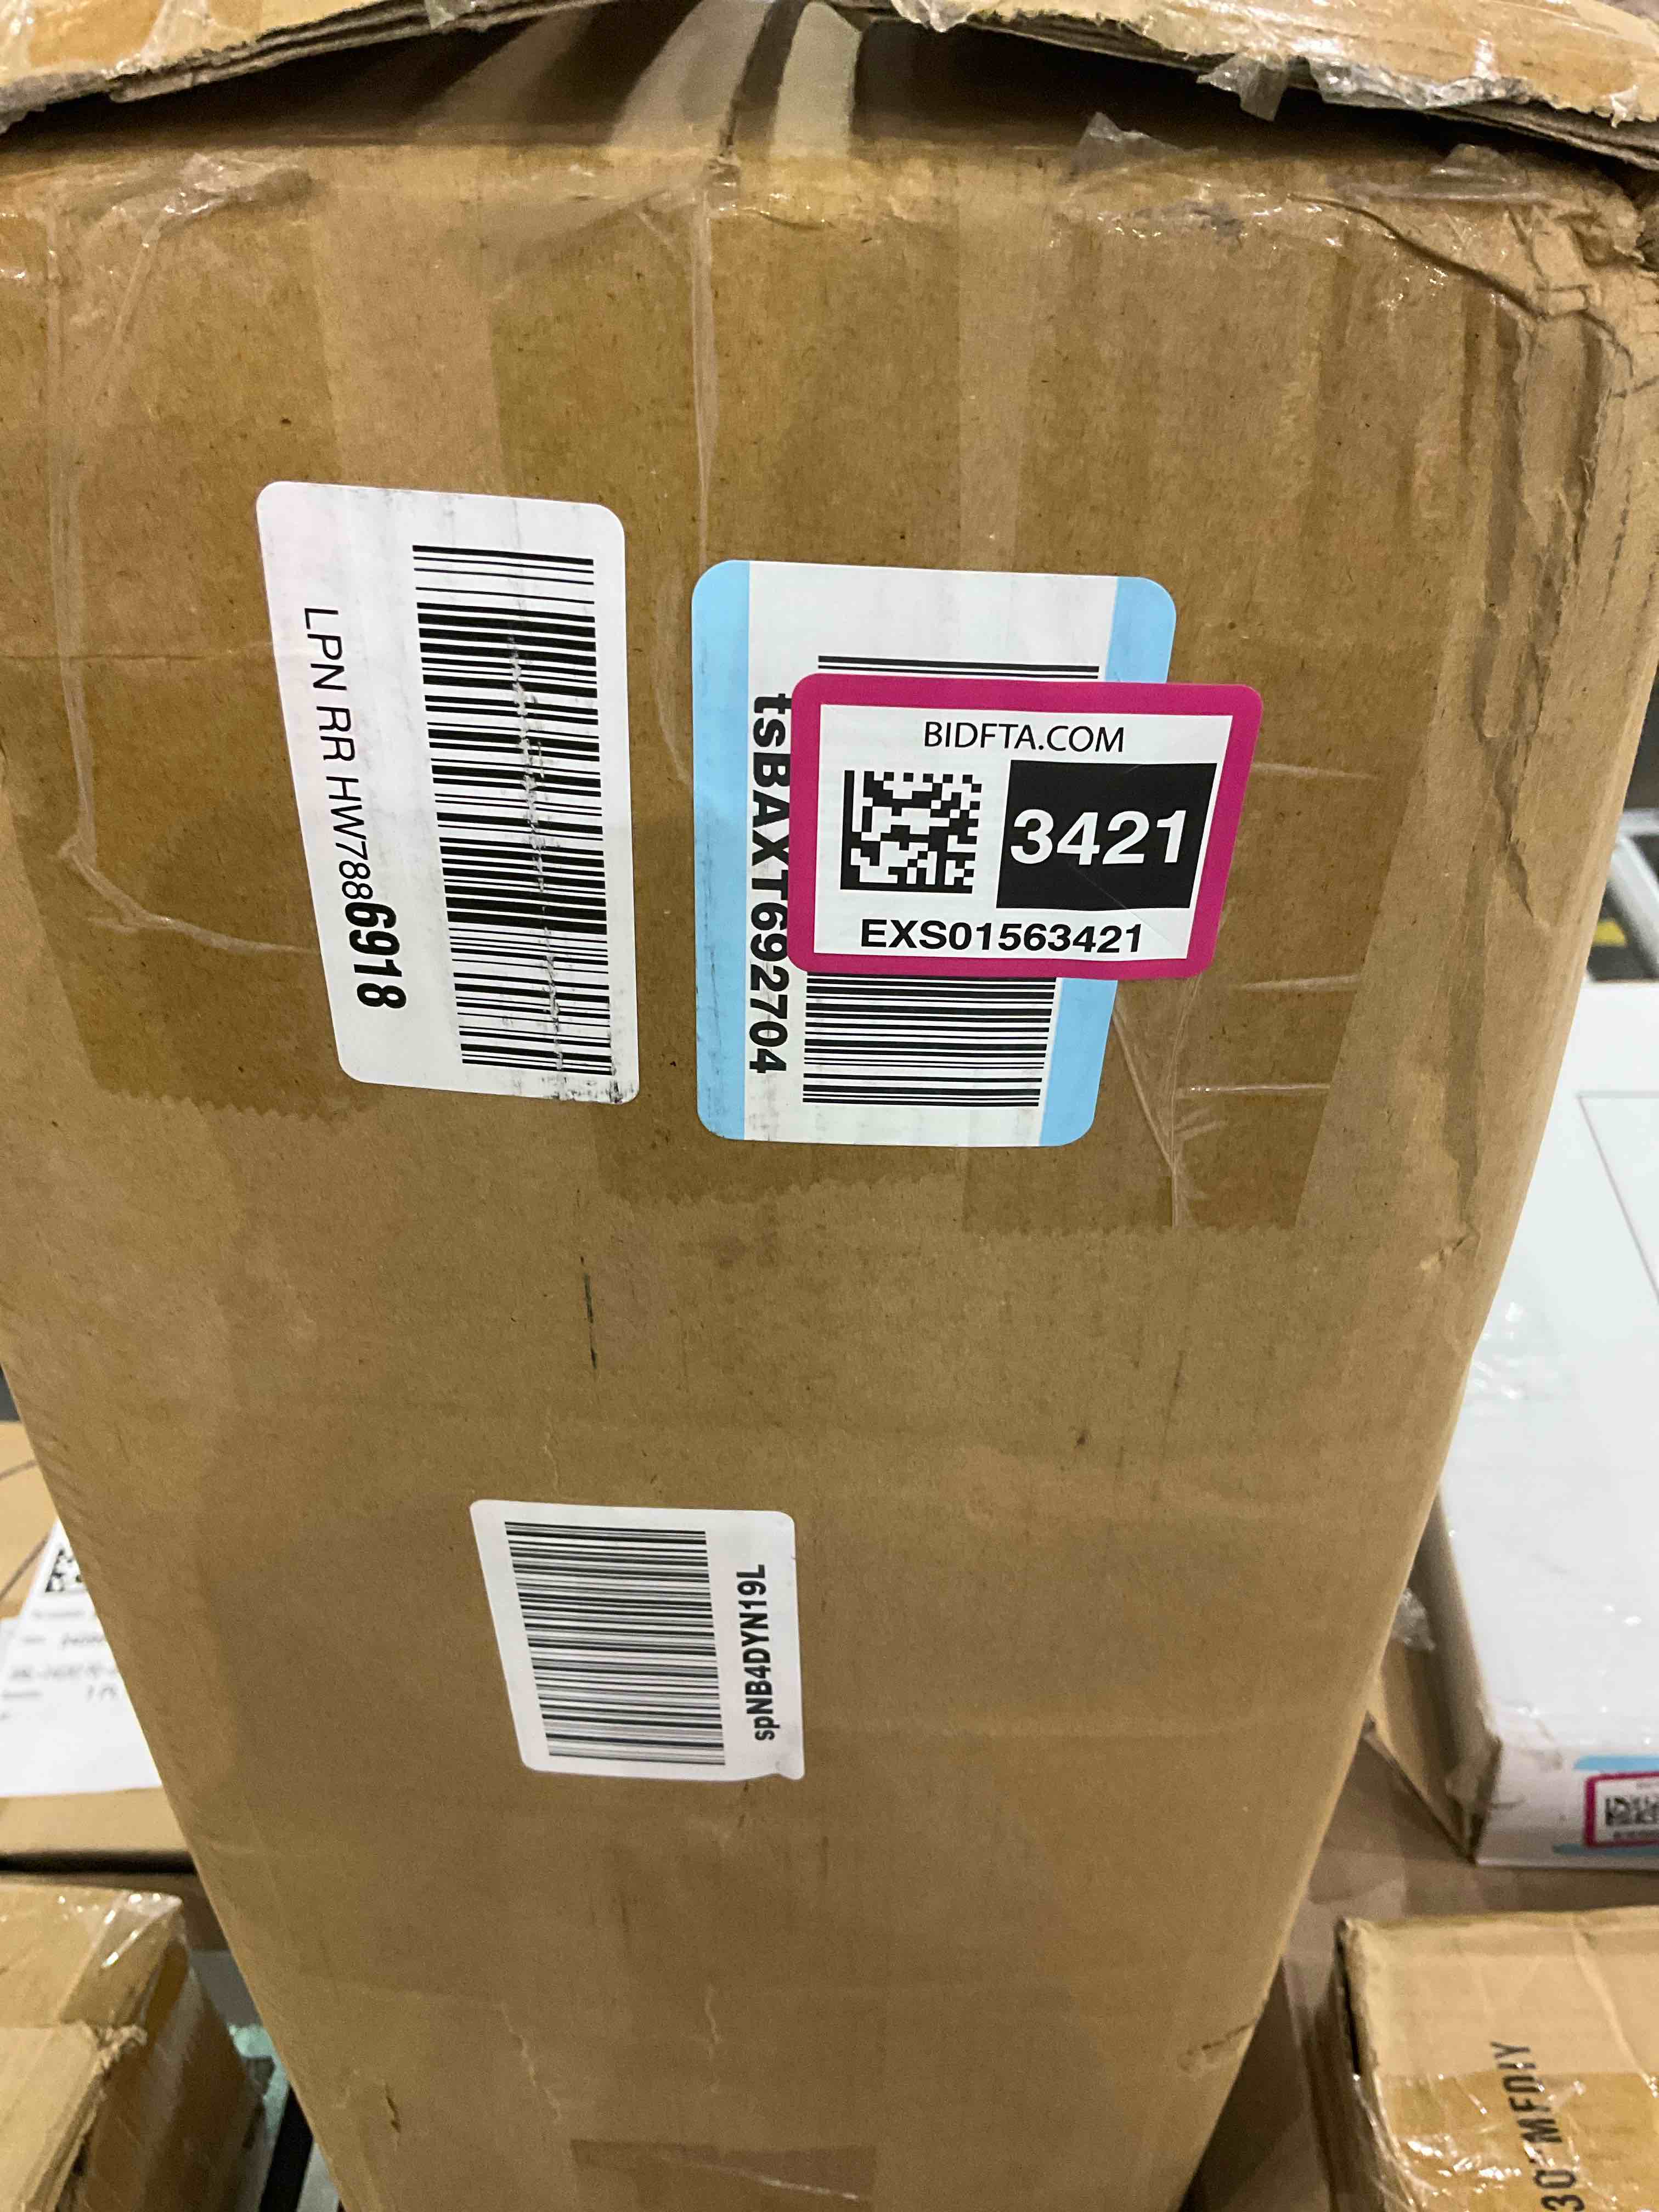 LPN RR HW7886918
tsBAXT692704
BIDFTA.COM
3421
EXS01563421
spNB4DYN19L